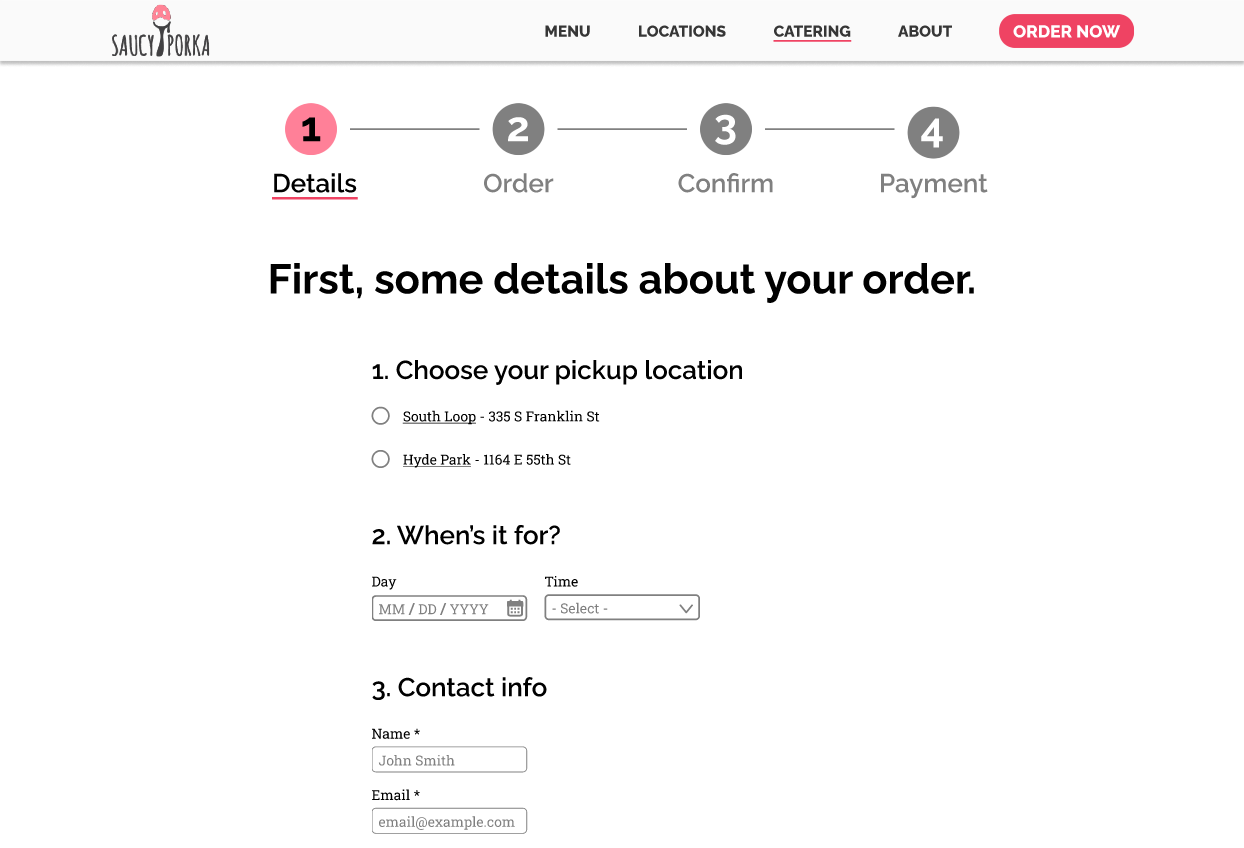 SAUCY PORKA
MENU LOCATIONS CATERING ABOUT ORDER NOW
1 2 3 4
Details Order Confirm Payment
First, some details about your order.
1. Choose your pickup location
South Loop - 335 S Franklin St
Hyde Park - 1164 E 55th St
2. When’s it for?
Day Time
MM / DD / YYYY - Select -
3. Contact info
Name *
John Smith
Email *
email@example.com